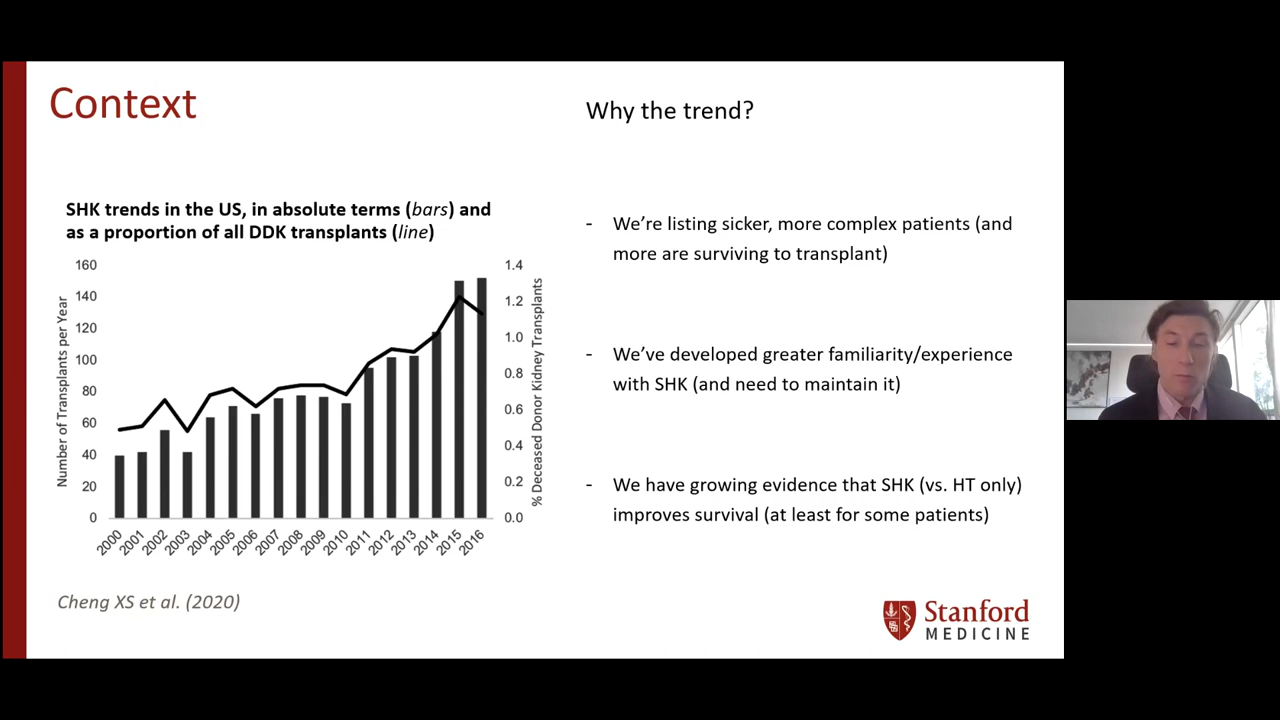 Context
SHK trends in the US, in absolute terms (bars) and
as a proportion of all DDK transplants (line)
Number of Transplants per Year
160
140
120
100
80
60
40
20
0
1.4
1.2
1.0
0.8
0.6
0.4
0.2
0.0
% Deceased Donor Kidney Transplants
2000
2001
2002
2003
2004
2005
2006
2007
2008
2009
2010
2011
2012
2013
2014
2015
2016
Cheng XS et al. (2020)
Why the trend?
- We’re listing sicker, more complex patients (and
more are surviving to transplant)
- We’ve developed greater familiarity/experience
with SHK (and need to maintain it)
- We have growing evidence that SHK (vs. HT only)
improves survival (at least for some patients)
Stanford
MEDICINE